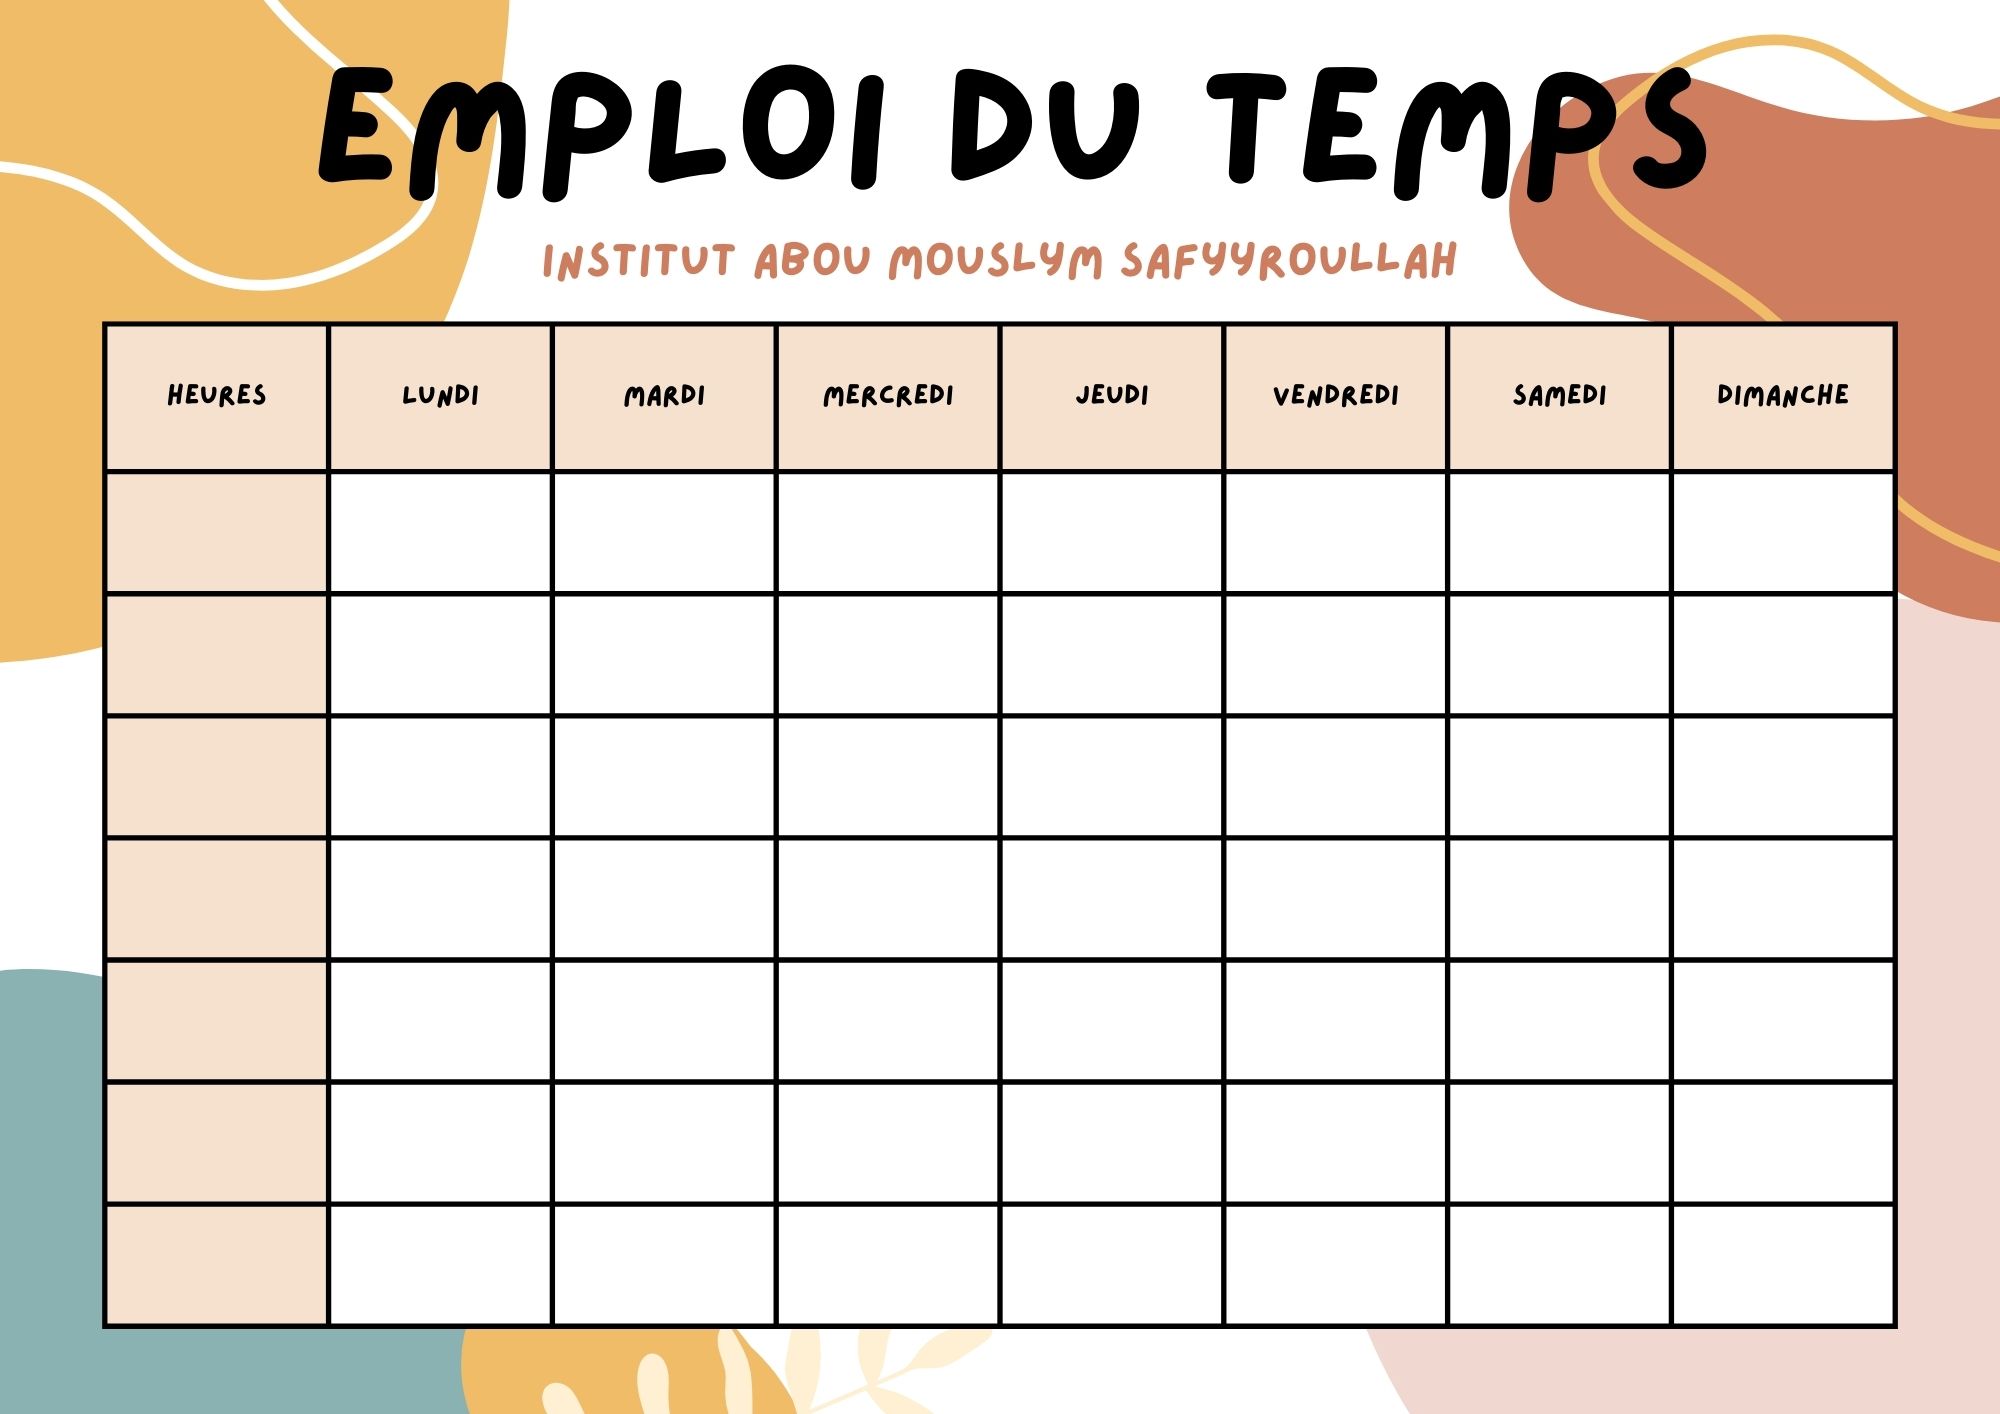 EMPLOI DU TEMPS
INSTITUT ABOU MOUSLYM SAFYYROULLAH
HEURES LUNDI MARDI MERCREDI JEUDI VENDREDI SAMEDI DIMANCHE